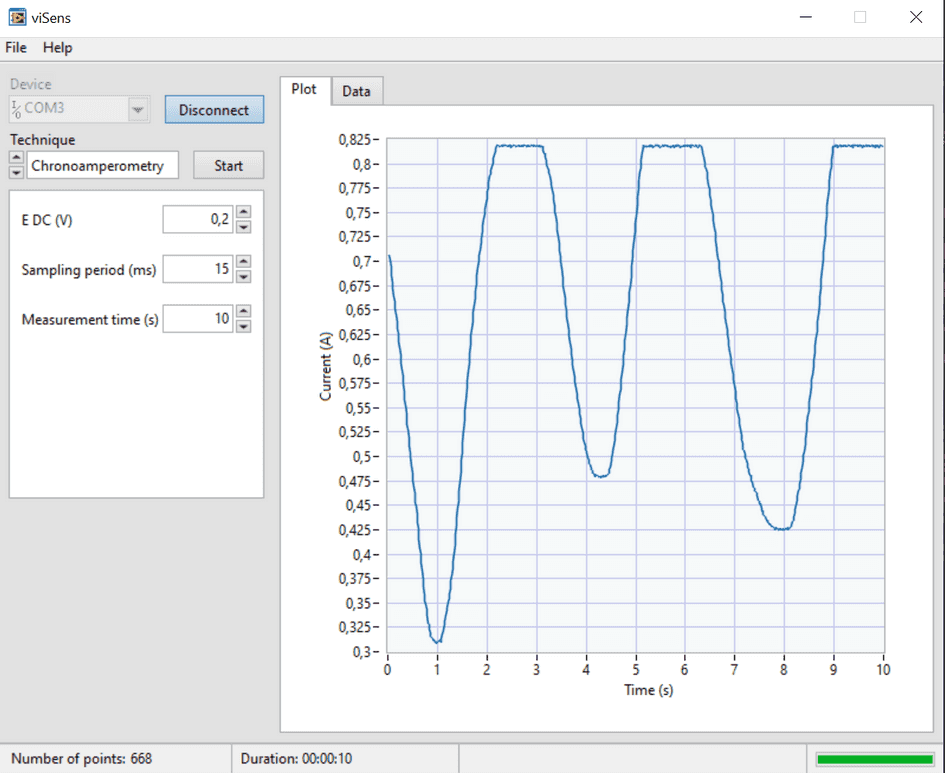 viSens
File Help
Device
COM3 Disconnect
Technique
Chronoamperometry Start
E DC (V) 0,2
Sampling period (ms) 15
Measurement time (s) 10
Plot Data
0,825
0,8
0,775
0,75
0,725
0,7
0,675
0,65
0,625
0,6
0,575
0,55
0,525
0,5
0,475
0,45
0,425
0,4
0,375
0,35
0,325
0,3
Current (A)
0 1 2 3 4 5 6 7 8 9 10
Time (s)
Number of points: 668 Duration: 00:00:10